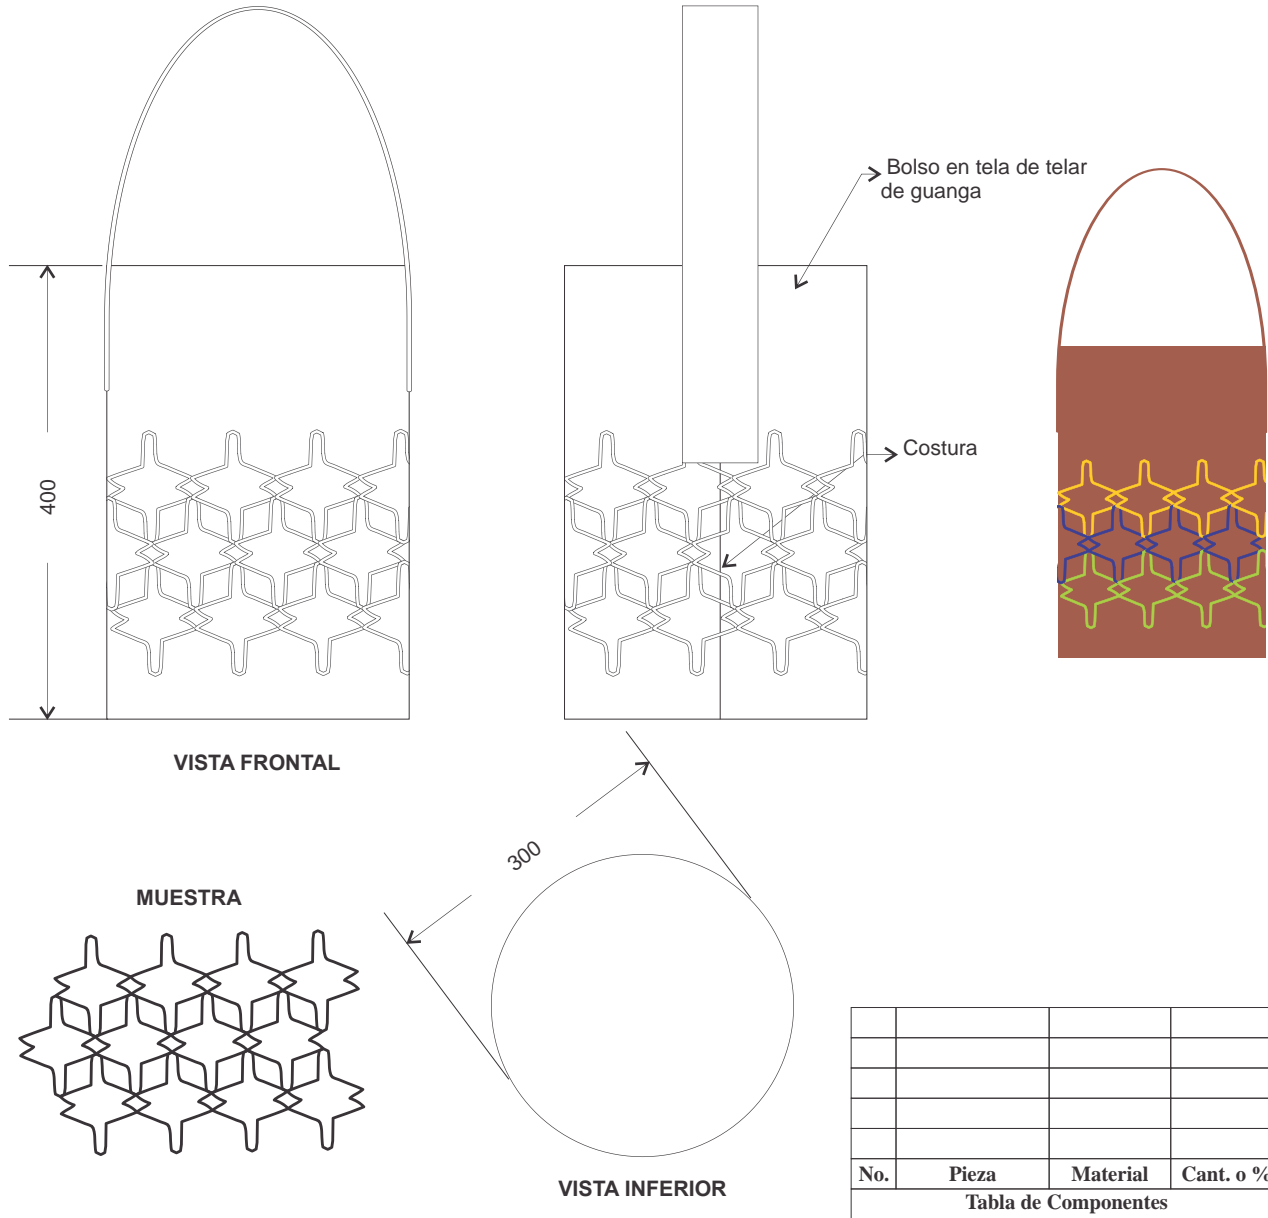 Bolso en tela de telar
de guanga
Costura
400
VISTA FRONTAL
300
MUESTRA
VISTA INFERIOR
No. Pieza Material Cant. o %
Tabla de Componentes